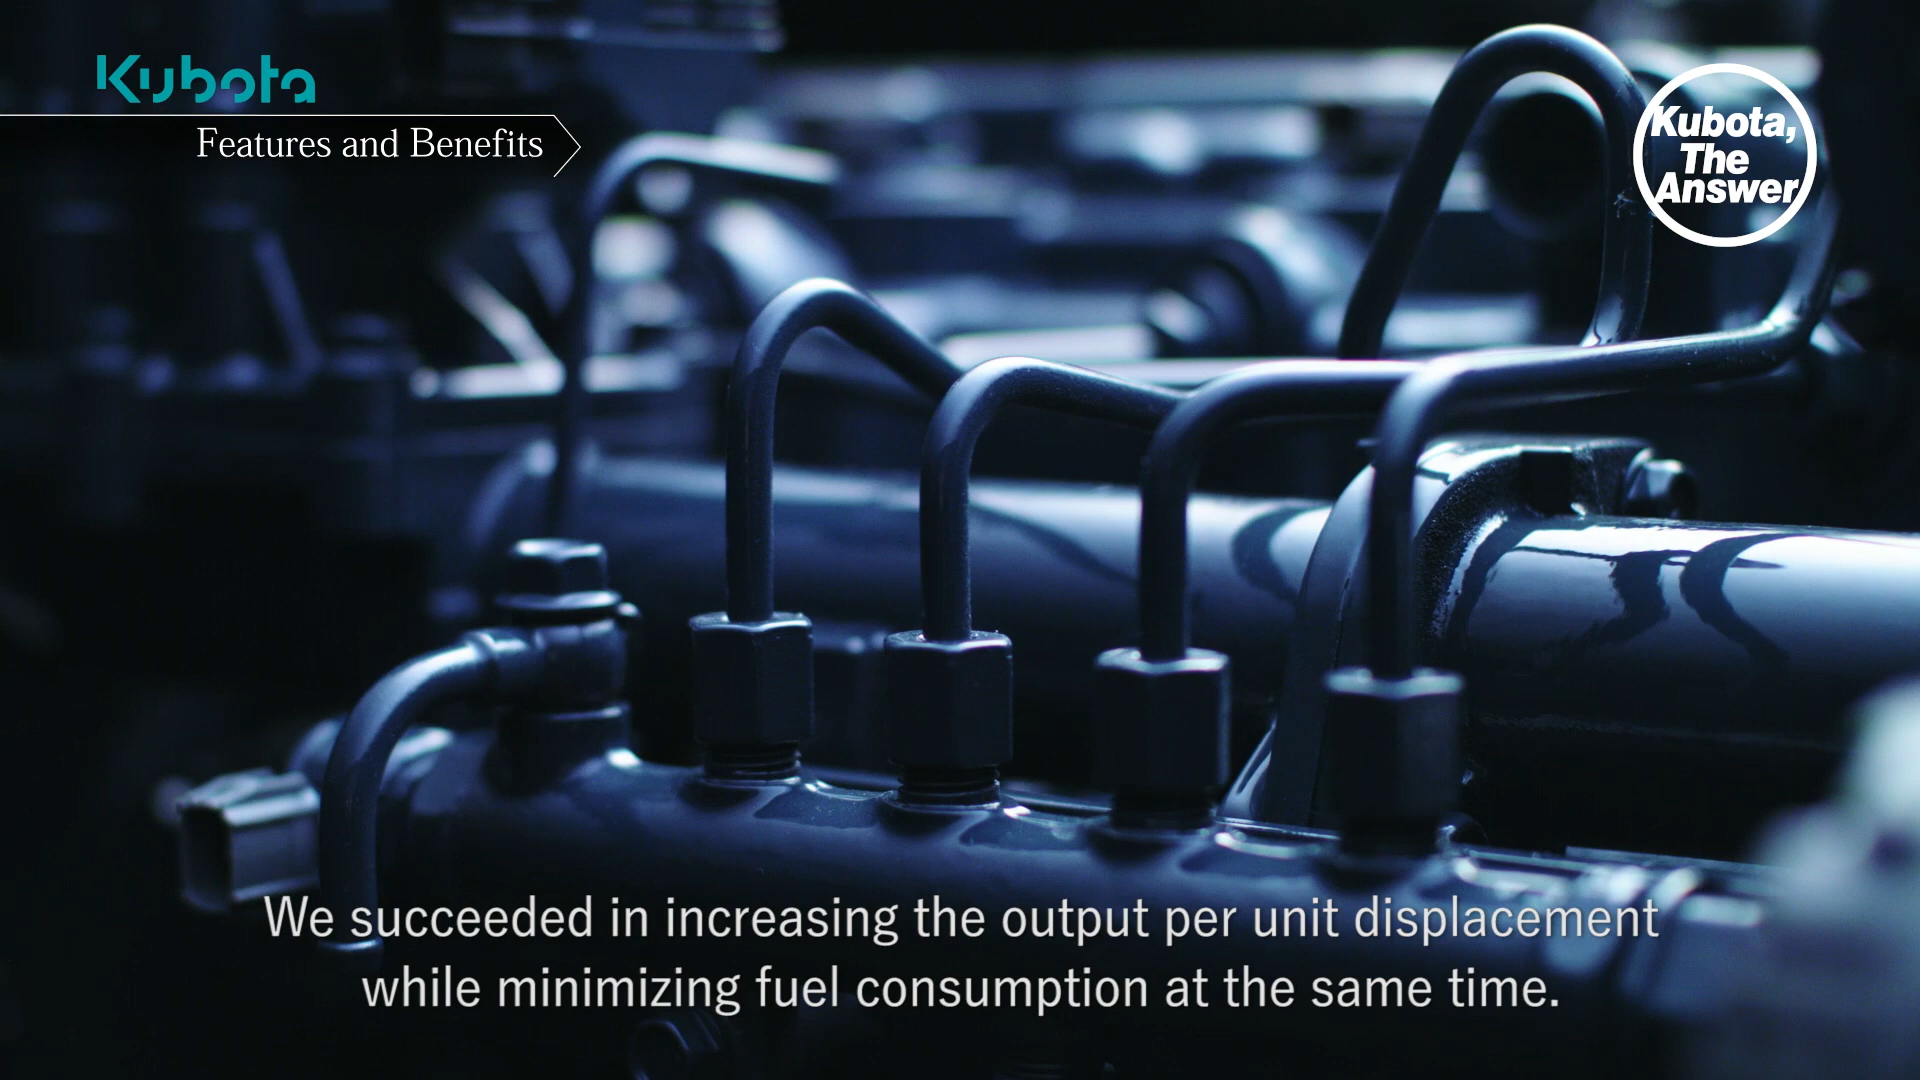 Kubota
Features and Benefits
Kubota,
The
Answer
We succeeded in increasing the output per unit displacement
while minimizing fuel consumption at the same time.